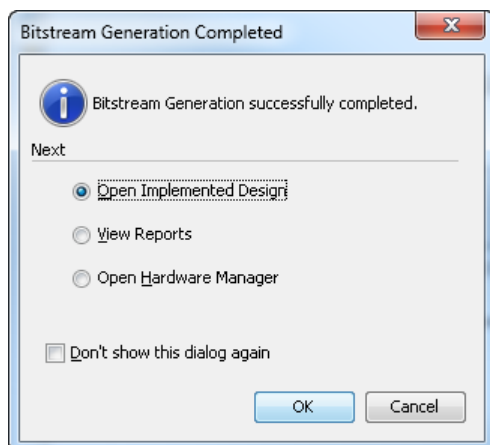 Bitstream Generation Completed
Bitstream Generation successfully completed.
Next
Open Implemented Design
View Reports
Open Hardware Manager
Don't show this dialog again
OK Cancel